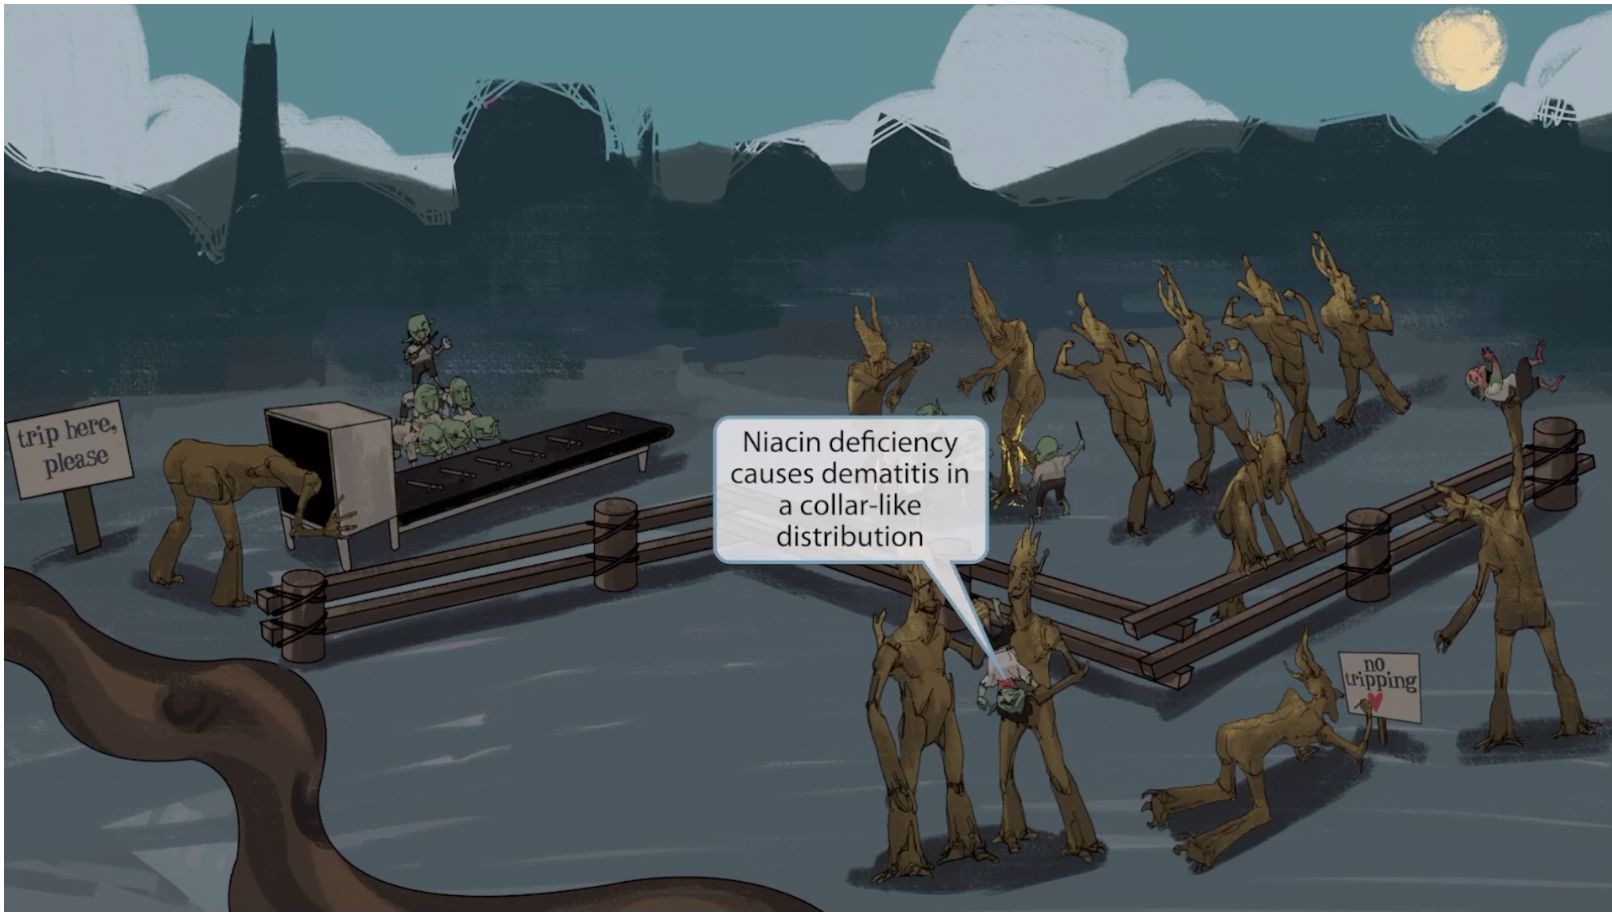 trip here,
please
Niacin deficiency
causes dematitis in
a collar-like
distribution
no
tripping